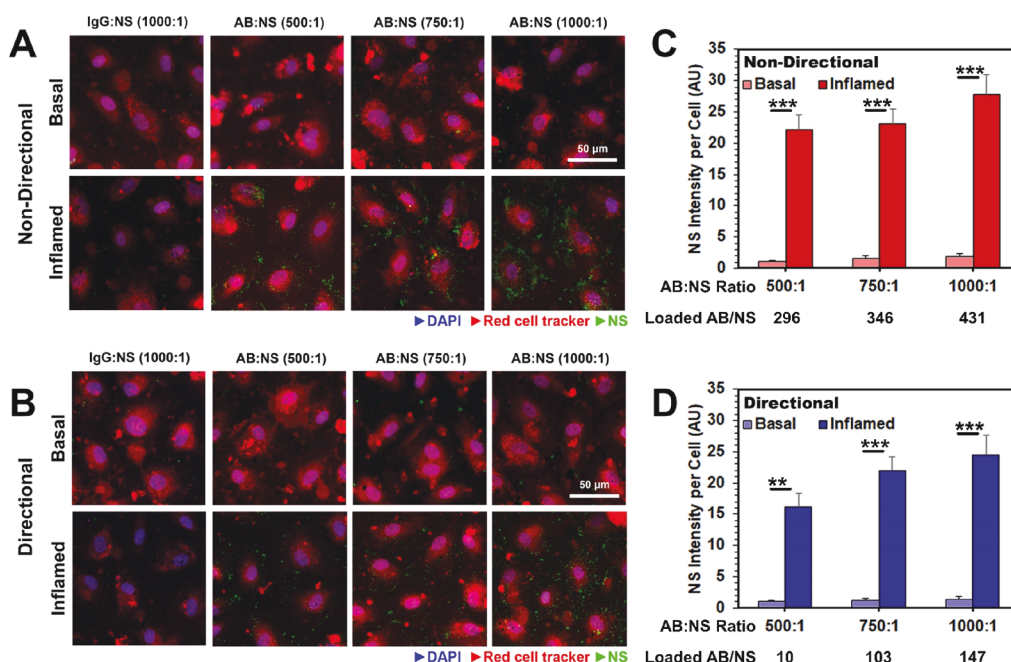 A
IgG:NS (1000:1) AB:NS (500:1) AB:NS (750:1) AB:NS (1000:1)
Non-Directional
Basal
50 µm
Inflamed
▶DAPI ▶Red cell tracker ▶NS
B
IgG:NS (1000:1) AB:NS (500:1) AB:NS (750:1) AB:NS (1000:1)
Directional
Basal
50 µm
Inflamed
▶DAPI ▶Red cell tracker ▶NS
C
NS Intensity per Cell (AU)
35
30
25
20
15
10
5
0
Non-Directional
Basal Inflamed
*** *** ***
AB:NS Ratio 500:1 750:1 1000:1
Loaded AB/NS 296 346 431
D
NS Intensity per Cell (AU)
35
30
25
20
15
10
5
0
Directional
Basal Inflamed
** *** ***
AB:NS Ratio 500:1 750:1 1000:1
Loaded AB/NS 10 103 147